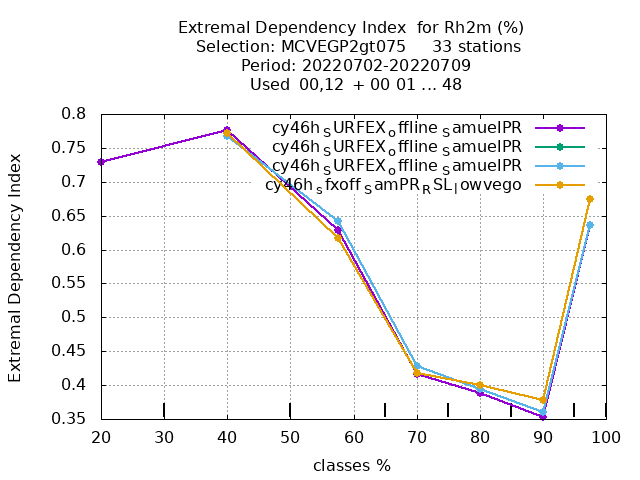 Extremal Dependency Index  for Rh2m (%)
Selection: MCVEGP2gt075     33 stations
Period: 20220702-20220709
Used  00,12  + 00 01 ... 48
cy46h_SURFEX_offline_SamuelPR
cy46h_SURFEX_offline_SamuelPR
cy46h_SURFEX_offline_SamuelPR
cy46h_sfxoff_SamPR_RSL_lowvego
Extremal Dependency Index
0.8
0.75
0.7
0.65
0.6
0.55
0.5
0.45
0.4
0.35
20 30 40 50 60 70 80 90 100
classes %